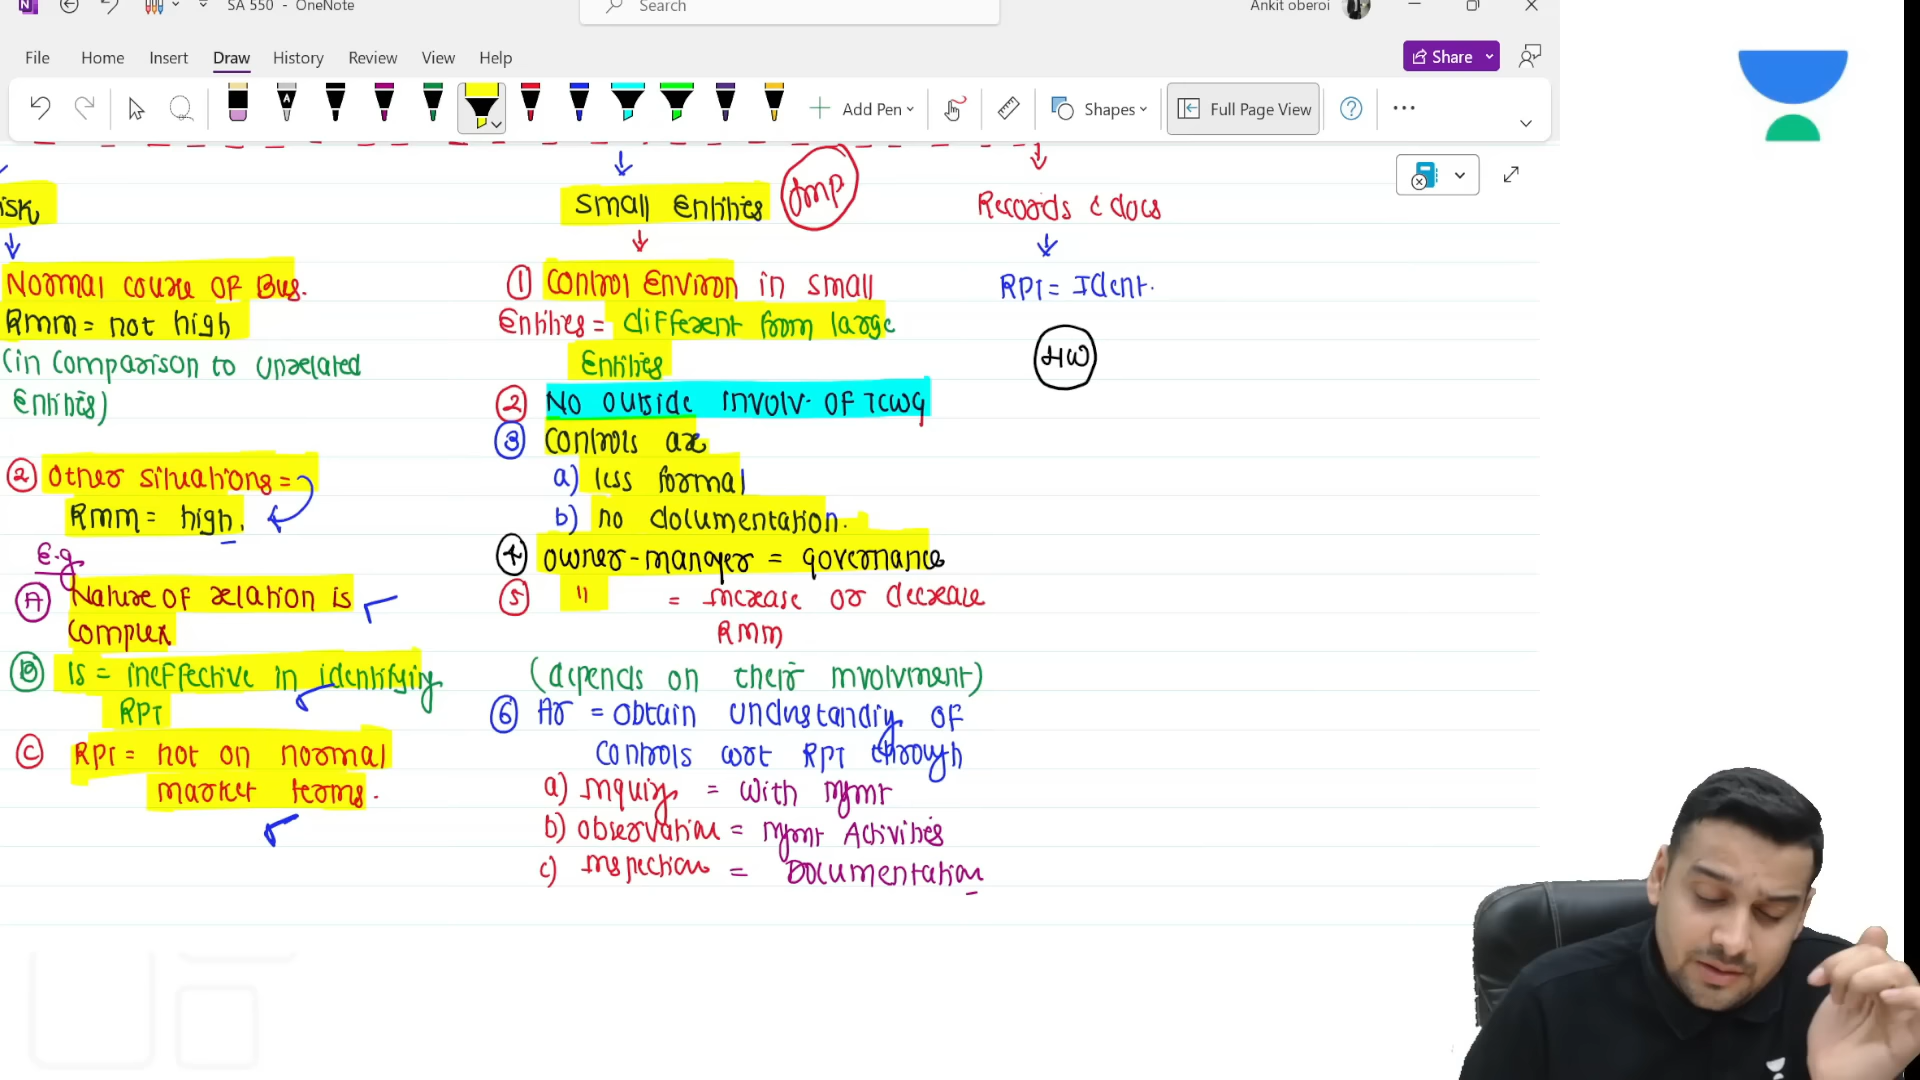 SA 550 - OneNote
Search
Ankit oberoi
File Home Insert Draw History Review View Help
Share
Add Pen
Shapes
Full Page View
isk
Normal course of Bus.
Rmm = not high
(in comparison to unrelated
Entities)
2 Other situations =
Rmm = high.
E.g
A Nature of relation is
complex
B IS = ineffective in identifying
RPT
C RPT = not on normal
market terms.
Small Entities Imp
1 Control Environ in small
Entities = different from large
Entities
2 No outside involv. of TCWG
3 Controls are
a) less formal
b) no documentation.
4 owner-manager = governance
5 " = increase or decrease
RMM
(depends on their involvment)
6 Ar = obtain understanding of
controls wrt RPT through
a) Inquiry = with mgmt
b) observation = mgmt Activities
c) Inspection = Documentation
Records & docs
RPT = Ident.
HW